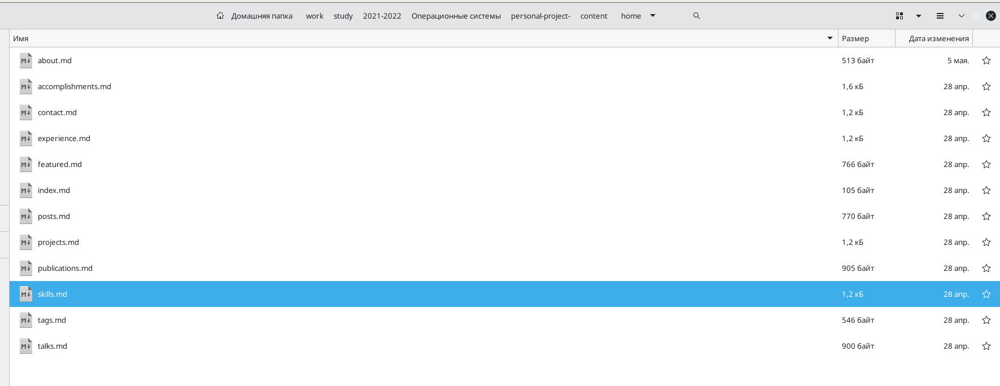 Домашняя папка work study 2021-2022 Операционные системы personal-project- content home
Имя Размер Дата изменения
M about.md 513 байт 5 мая.
M accomplishments.md 1,6 кБ 28 апр.
M contact.md 1,2 кБ 28 апр.
M experience.md 1,2 кБ 28 апр.
M featured.md 766 байт 28 апр.
M index.md 105 байт 28 апр.
M posts.md 770 байт 28 апр.
M projects.md 1,2 кБ 28 апр.
M publications.md 905 байт 28 апр.
M skills.md 1,2 кБ 28 апр.
M tags.md 546 байт 28 апр.
M talks.md 900 байт 28 апр.